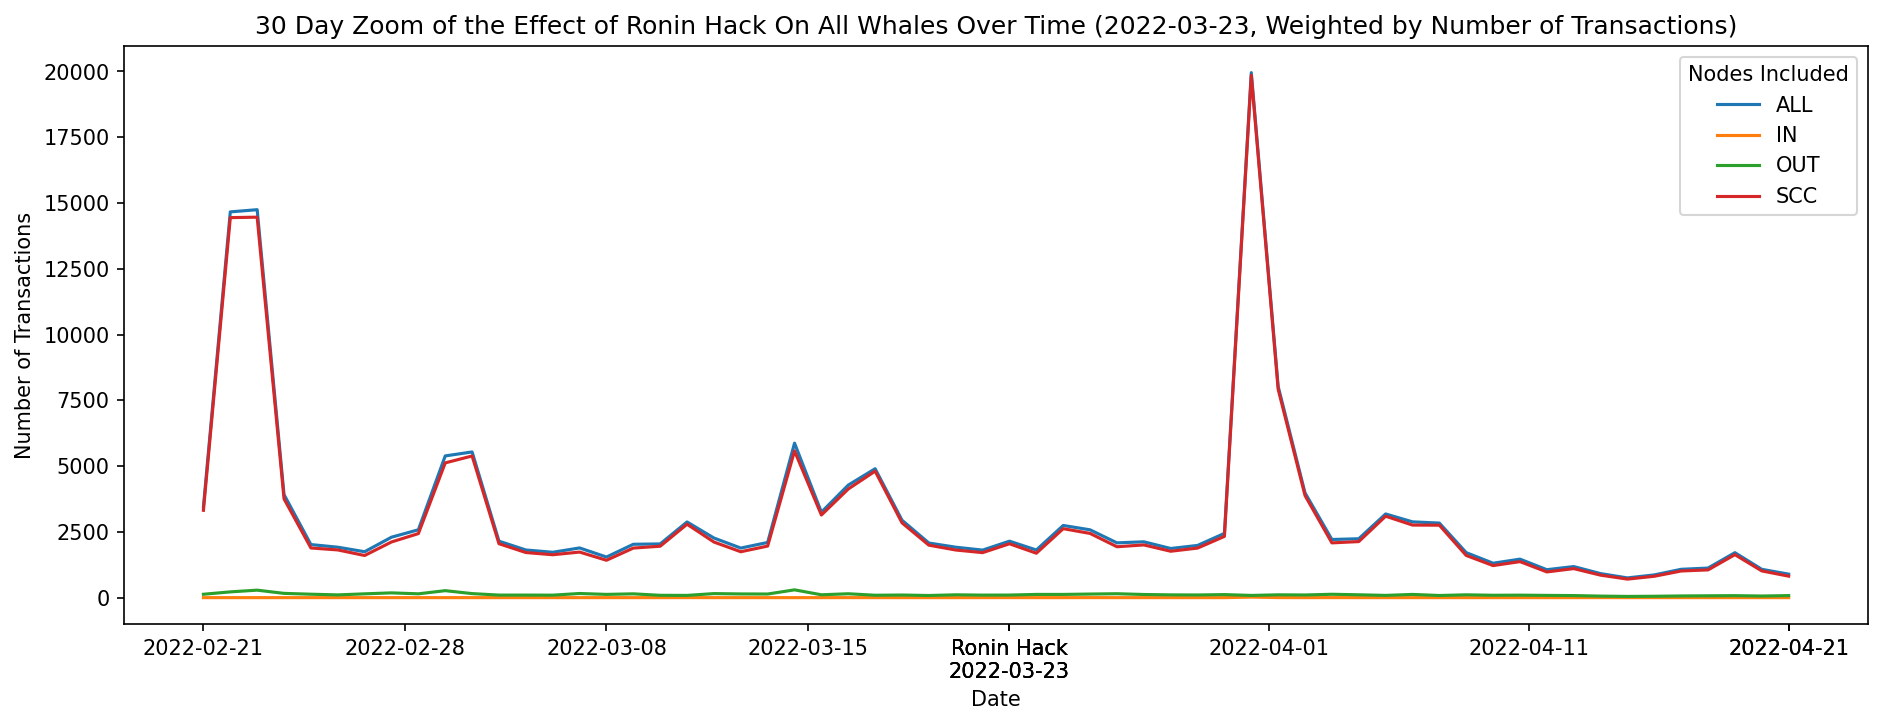 30 Day Zoom of the Effect of Ronin Hack On All Whales Over Time (2022-03-23, Weighted by Number of Transactions)
Nodes Included
ALL
IN
OUT
SCC
Number of Transactions
20000
17500
15000
12500
10000
7500
5000
2500
0
2022-02-21 2022-02-28 2022-03-08 2022-03-15 Ronin Hack 2022-04-01 2022-04-11 2022-04-21
2022-03-23
Date